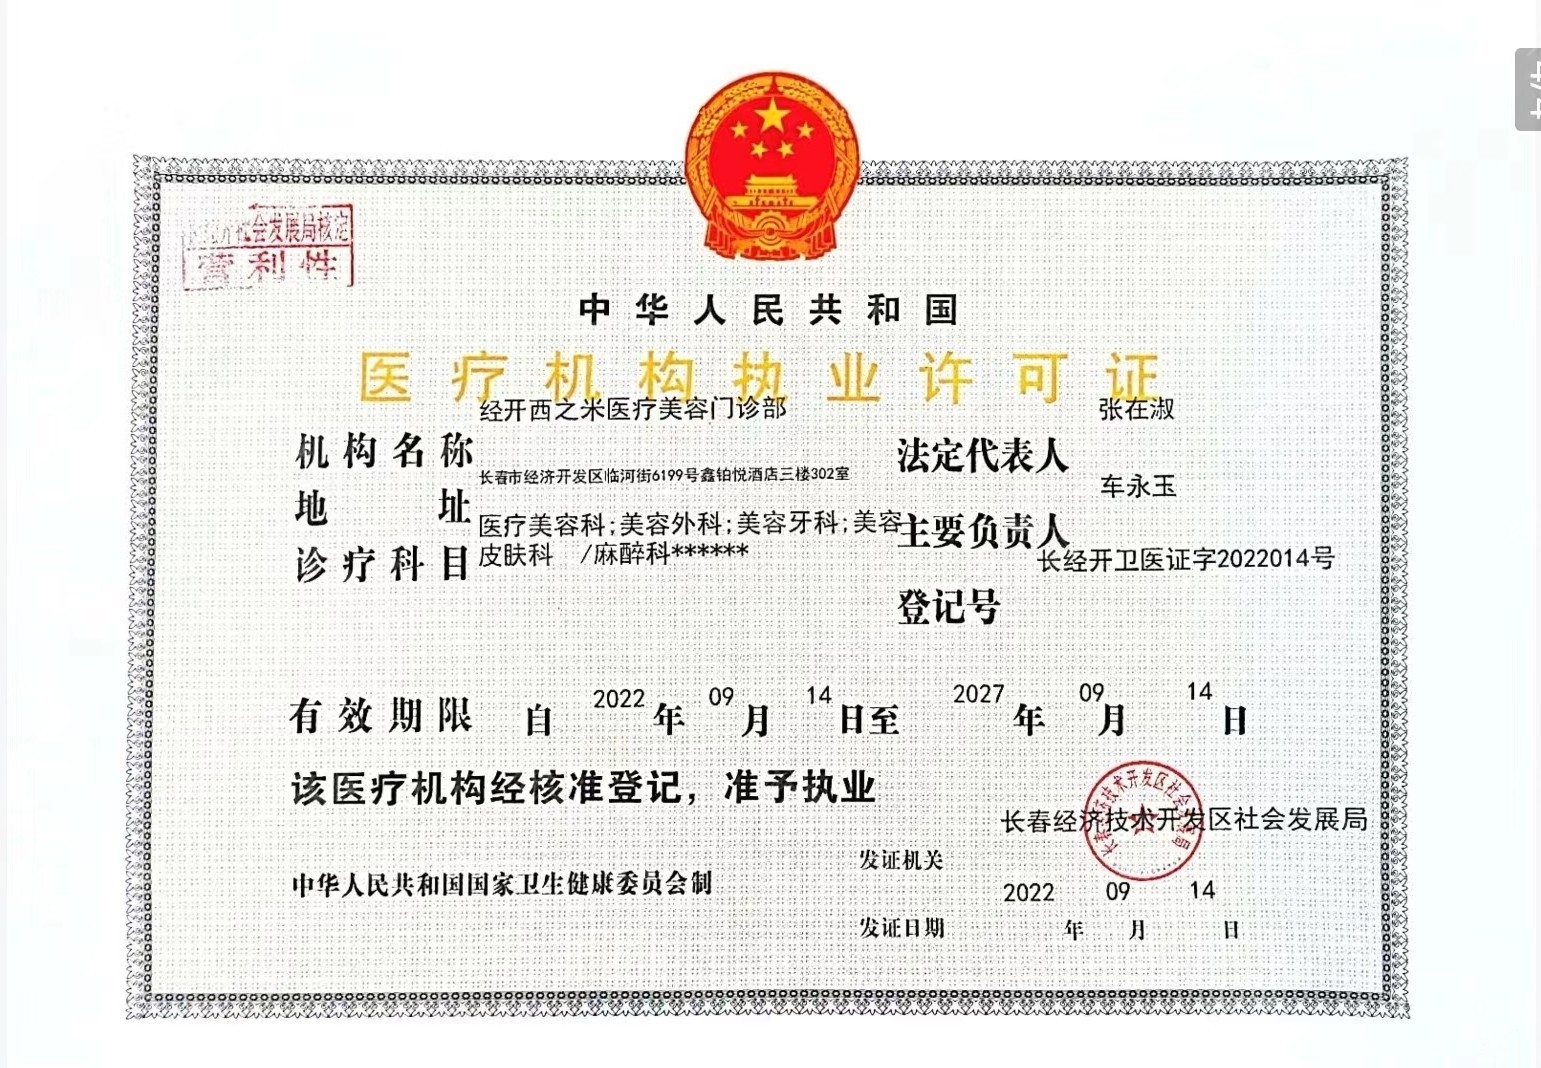 社会发展局核定
营利性
中华人民共和国
医疗机构执业许可证
机构名称 经开西之米医疗美容门诊部
法定代表人 张在淑
地址 长春市经济开发区临河街6199号鑫铂悦酒店三楼302室
主要负责人 车永玉
诊疗科目 医疗美容科;美容外科;美容牙科;美容
皮肤科 /麻醉科******
登记号 长经开卫医证字2022014号
有效期限 自 2022 年 09 月 14 日至 2027 年 09 月 14 日
该医疗机构经核准登记，准予执业
长春经济技术开发区社会发展局
发证机关
中华人民共和国国家卫生健康委员会制
2022 09 14
发证日期 年 月 日